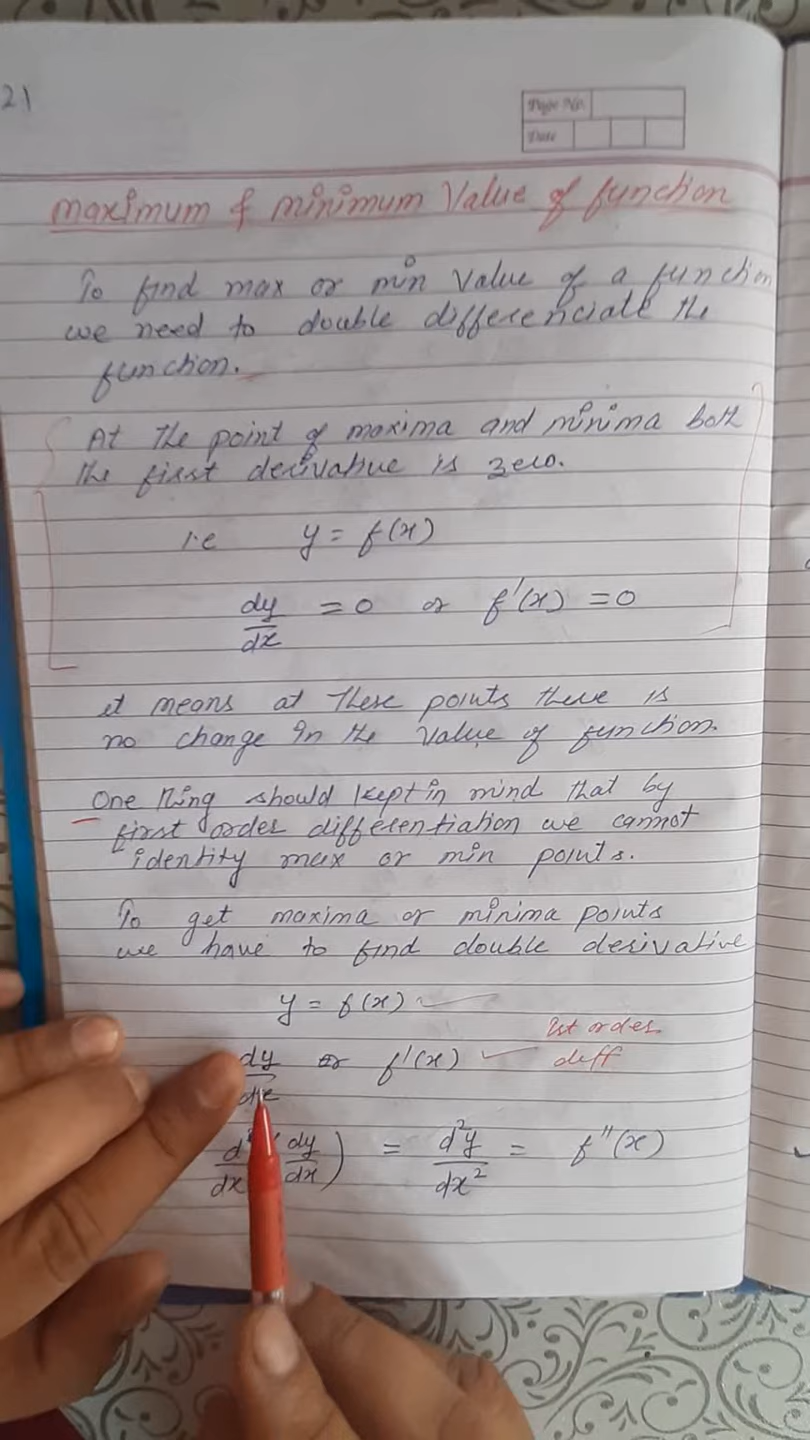 21
Page No.
Date
maximum & minimum Value of function
To find max or min value of a function
we need to double differenciate the
function.
At the point of maxima and minima both
the first derivative is zero.
i.e y = f(x)
dy/dx = 0 or f'(x) = 0
it means at these points there is
no change in the value of function.
One thing should kept in mind that by
first order differentiation we cannot
identity max or min points.
To get maxima or minima points
we have to find double derivative
y = f(x)
dy/dx or f'(x) 1st order
diff
d/dx (dy/dx) = d²y/dx² = f''(x)